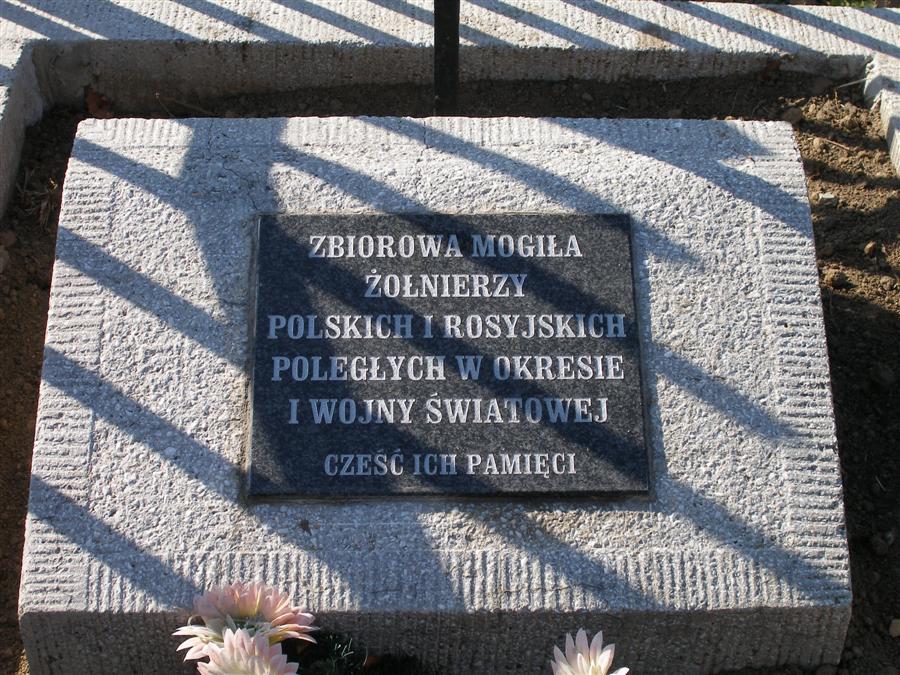 ZBIOROWA MOGIŁA
ŻOŁNIERZY
POLSKICH I ROSYJSKICH
POLEGŁYCH W OKRESIE
I WOJNY ŚWIATOWEJ
CZEŚĆ ICH PAMIĘCI